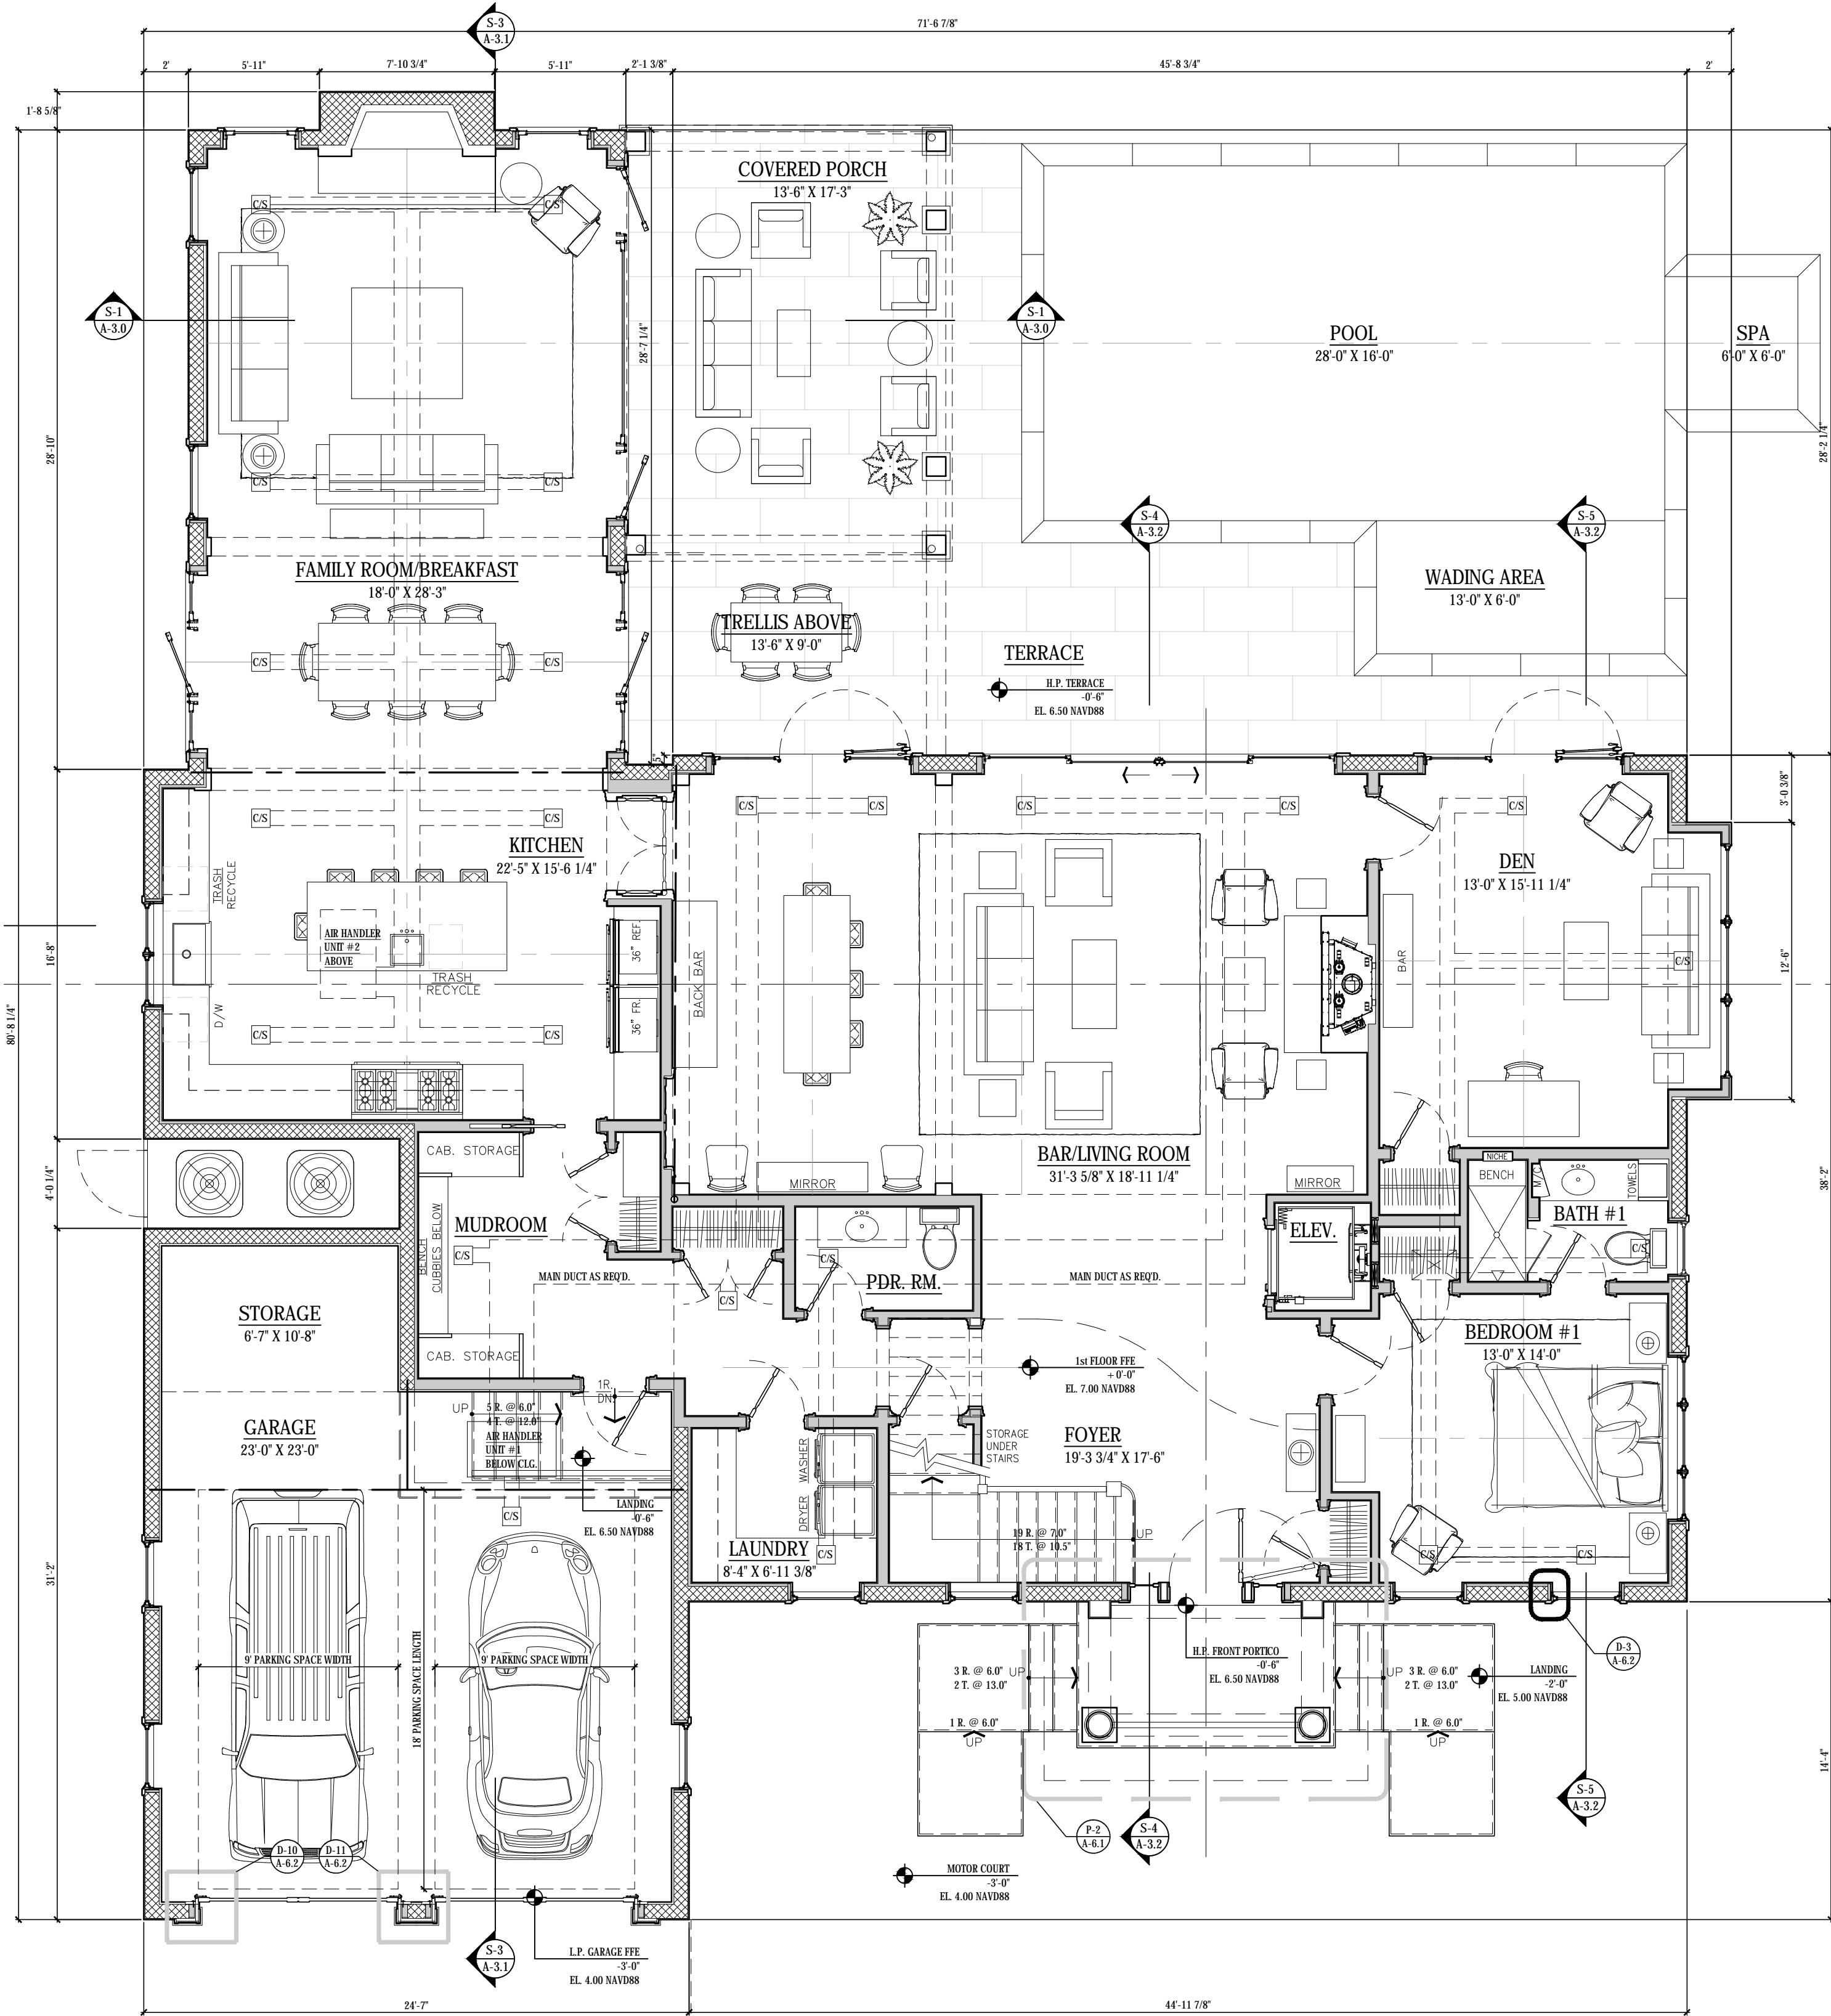 S-3
A-3.1
71'-6 7/8"
2'
5'-11"
7'-10 3/4"
5'-11"
2'-1 3/8"
45'-8 3/4"
2'
1'-8 5/8"
COVERED PORCH
13'-6" X 17'-3"
C/S
C/S
S-1
A-3.0
S-1
A-3.0
28'-7 1/4"
POOL
28'-0" X 16'-0"
SPA
6'-0" X 6'-0"
28'-10"
28'-2 1/4"
C/S
C/S
S-4
A-3.2
S-5
A-3.2
FAMILY ROOM/BREAKFAST
18'-0" X 28'-3"
WADING AREA
13'-0" X 6'-0"
TRELLIS ABOVE
13'-6" X 9'-0"
C/S
C/S
TERRACE
H.P. TERRACE
-0'-6"
EL. 6.50 NAVD88
5"
3'-0 3/8"
C/S
C/S
C/S
C/S
C/S
C/S
C/S
KITCHEN
22'-5" X 15'-6 1/4"
DEN
13'-0" X 15'-11 1/4"
TRASH
RECYCLE
AIR HANDLER
UNIT #2
ABOVE
TRASH
RECYCLE
36" REF.
36" FR.
BACK BAR
BAR
C/S
12'-6"
16'-8"
80'-8 1/4"
D/W
C/S
C/S
CAB. STORAGE
BAR/LIVING ROOM
31'-3 5/8" X 18'-11 1/4"
MIRROR
MIRROR
NICHE
BENCH
M/C
TOWELS
38'-2"
4'-0 1/4"
BATH #1
C/S
MUDROOM
C/S
BENCH
CUBBIES BELOW
ELEV.
MAIN DUCT AS REQ'D.
C/S
PDR. RM.
C/S
MAIN DUCT AS REQ'D.
STORAGE
6'-7" X 10'-8"
CAB. STORAGE
BEDROOM #1
13'-0" X 14'-0"
1st FLOOR FFE
+ 0'-0"
EL. 7.00 NAVD88
1R.
DN.
UP
5 R. @ 6.0"
4 T. @ 12.0"
AIR HANDLER
UNIT #1
BELOW CLG.
GARAGE
23'-0" X 23'-0"
STORAGE
UNDER
STAIRS
FOYER
19'-3 3/4" X 17'-6"
WASHER
DRYER
LANDING
-0'-6"
EL. 6.50 NAVD88
C/S
19 R. @ 7.0"
18 T. @ 10.5"
UP
LAUNDRY
8'-4" X 6'-11 3/8"
C/S
C/S
C/S
31'-2"
9' PARKING SPACE WIDTH
18' PARKING SPACE LENGTH
9' PARKING SPACE WIDTH
H.P. FRONT PORTICO
-0'-6"
EL. 6.50 NAVD88
D-3
A-6.2
3 R. @ 6.0"
2 T. @ 13.0"
UP
UP
3 R. @ 6.0"
2 T. @ 13.0"
LANDING
-2'-0"
EL. 5.00 NAVD88
1 R. @ 6.0"
UP
1 R. @ 6.0"
UP
14'-4"
S-5
A-3.2
P-2
A-6.1
S-4
A-3.2
D-10
A-6.2
D-11
A-6.2
MOTOR COURT
-3'-0"
EL. 4.00 NAVD88
S-3
A-3.1
L.P. GARAGE FFE
-3'-0"
EL. 4.00 NAVD88
24'-7"
44'-11 7/8"